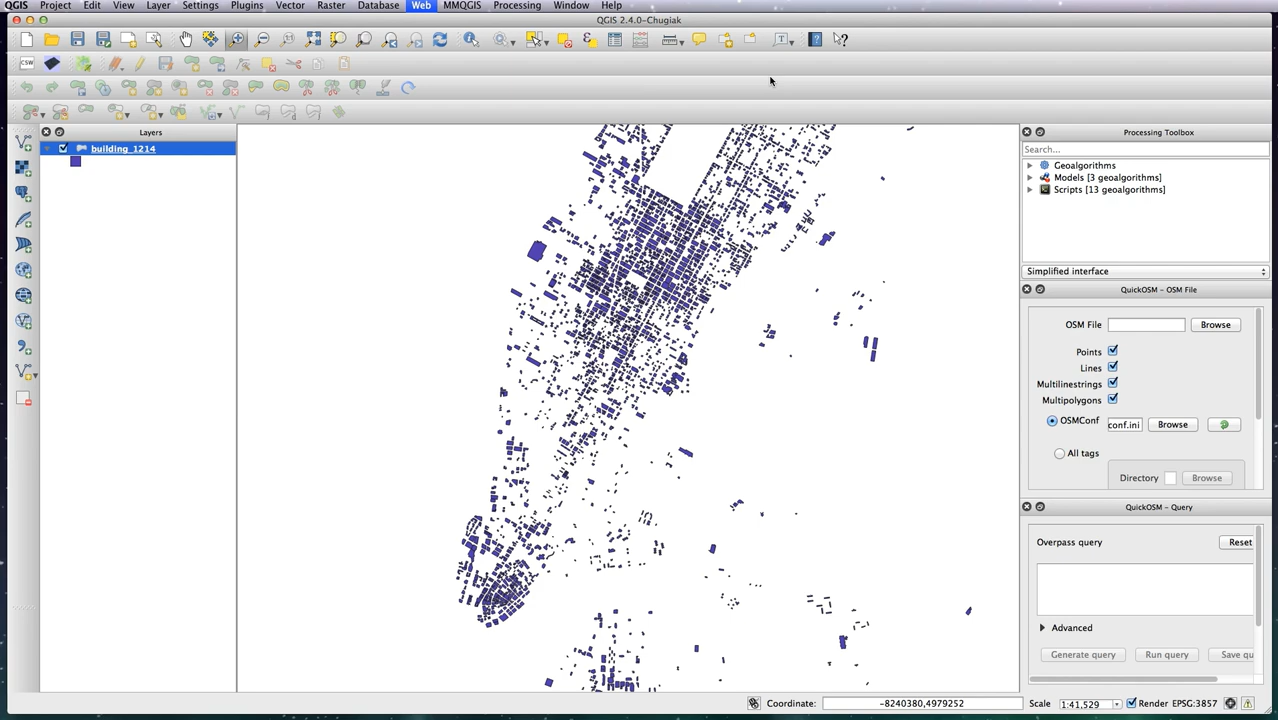 QGIS Project Edit View Layer Settings Plugins Vector Raster Database Web MMQGIS Processing Window Help
QGIS 2.4.0-Chugiak
CSW
Layers
building_1214
Processing Toolbox
Search...
Geoalgorithms
Models [3 geoalgorithms]
Scripts [13 geoalgorithms]
Simplified interface
QuickOSM - OSM File
OSM File Browse
Points
Lines
Multilinestrings
Multipolygons
OSMConf conf.ini Browse
All tags
Directory Browse
QuickOSM - Query
Overpass query Reset
Advanced
Generate query Run query Save qu
Coordinate: -8240380,4979252 Scale 1:41,529 Render EPSG:3857